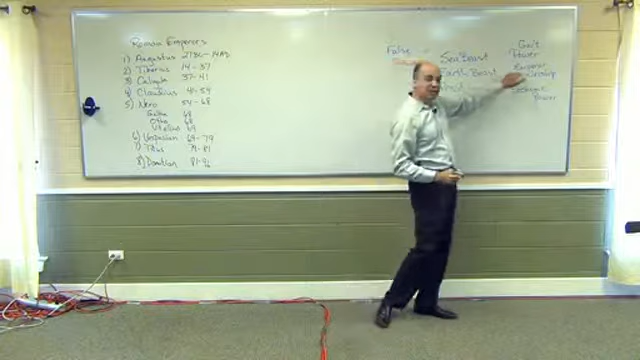 Roman Emperors
1) Augustus 27BC-14AD
2) Tiberius 14-37
3) Caligula 37-41
4) Claudius 41-54
5) Nero 54-68
Galba 68
Otho 68
Vitellius 69
6) Vespasian 69-79
7) Titus 79-81
8) Domitian 81-96
False
Sea Beast
Earth Beast
Gov't
Power
Emperor
Worship
Power